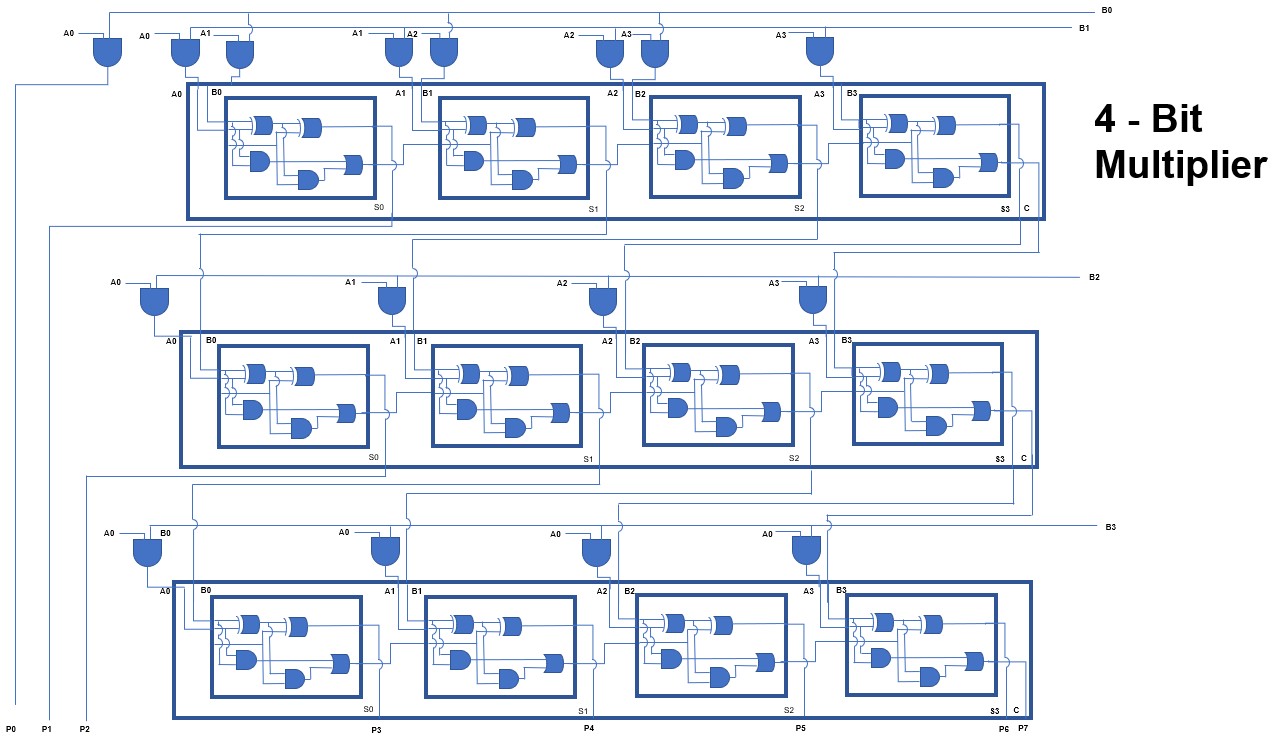 B0
B1
A0
A0
A1
A1
A2
A2
A3
A3
4 - Bit
Multiplier
A0
B0
A1
B1
A2
B2
A3
B3
S0
S1
S2
S3
C
A0
A1
A2
A3
B2
A0
B0
A1
B1
A2
B2
A3
B3
S0
S1
S2
S3
C
A0
B0
A0
A0
A0
B3
A0
B0
A1
B1
A2
B2
A3
B3
S0
S1
S2
S3
C
P0
P1
P2
P3
P4
P5
P6
P7